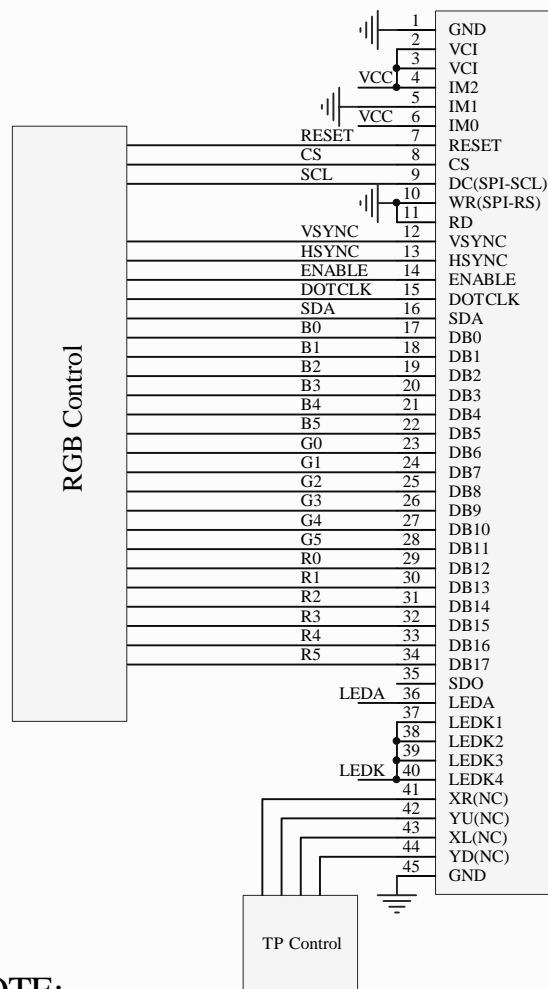 1 GND
2 VCI
3 VCI
VCC 4 IM2
5 IM1
VCC 6 IM0
RESET 7 RESET
CS 8 CS
SCL 9 DC(SPI-SCL)
10 WR(SPI-RS)
11 RD
VSYNC 12 VSYNC
HSYNC 13 HSYNC
ENABLE 14 ENABLE
DOTCLK 15 DOTCLK
SDA 16 SDA
B0 17 DB0
B1 18 DB1
B2 19 DB2
B3 20 DB3
B4 21 DB4
B5 22 DB5
G0 23 DB6
G1 24 DB7
G2 25 DB8
G3 26 DB9
G4 27 DB10
G5 28 DB11
R0 29 DB12
R1 30 DB13
R2 31 DB14
R3 32 DB15
R4 33 DB16
R5 34 DB17
35 SDO
LEDA 36 LEDA
37 LEDK1
38 LEDK2
39 LEDK3
LEDK 40 LEDK4
41 XR(NC)
42 YU(NC)
43 XL(NC)
44 YD(NC)
45 GND
RGB Control
TP Control